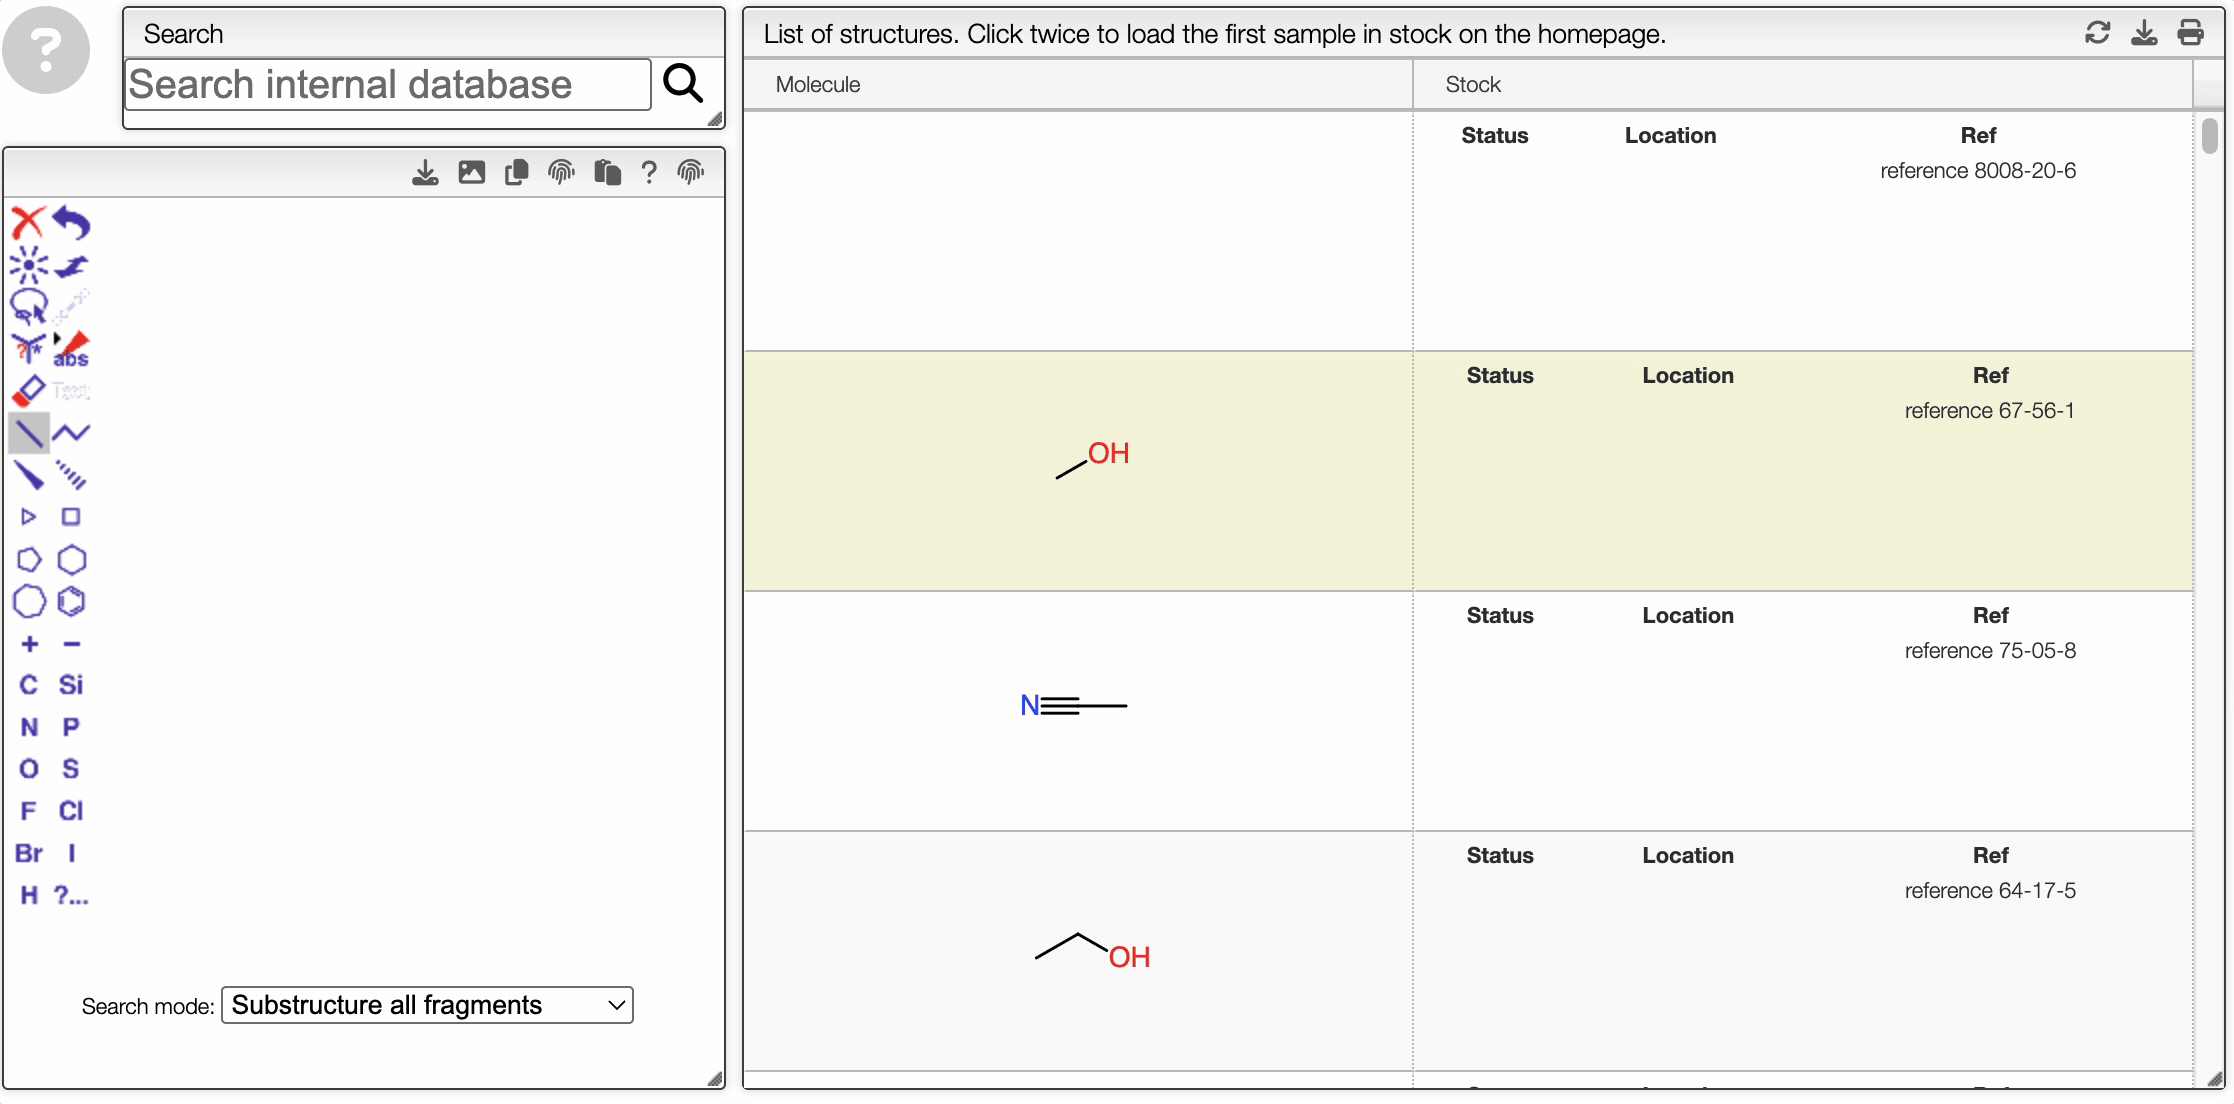 ?
Search
Search internal database
?
abs
Text
+ −
C Si
N P
O S
F Cl
Br I
H ?...
Search mode: Substructure all fragments
List of structures. Click twice to load the first sample in stock on the homepage.
Molecule Stock
Status Location Ref
reference 8008-20-6
Status Location Ref
reference 67-56-1
OH
Status Location Ref
reference 75-05-8
N
Status Location Ref
reference 64-17-5
OH